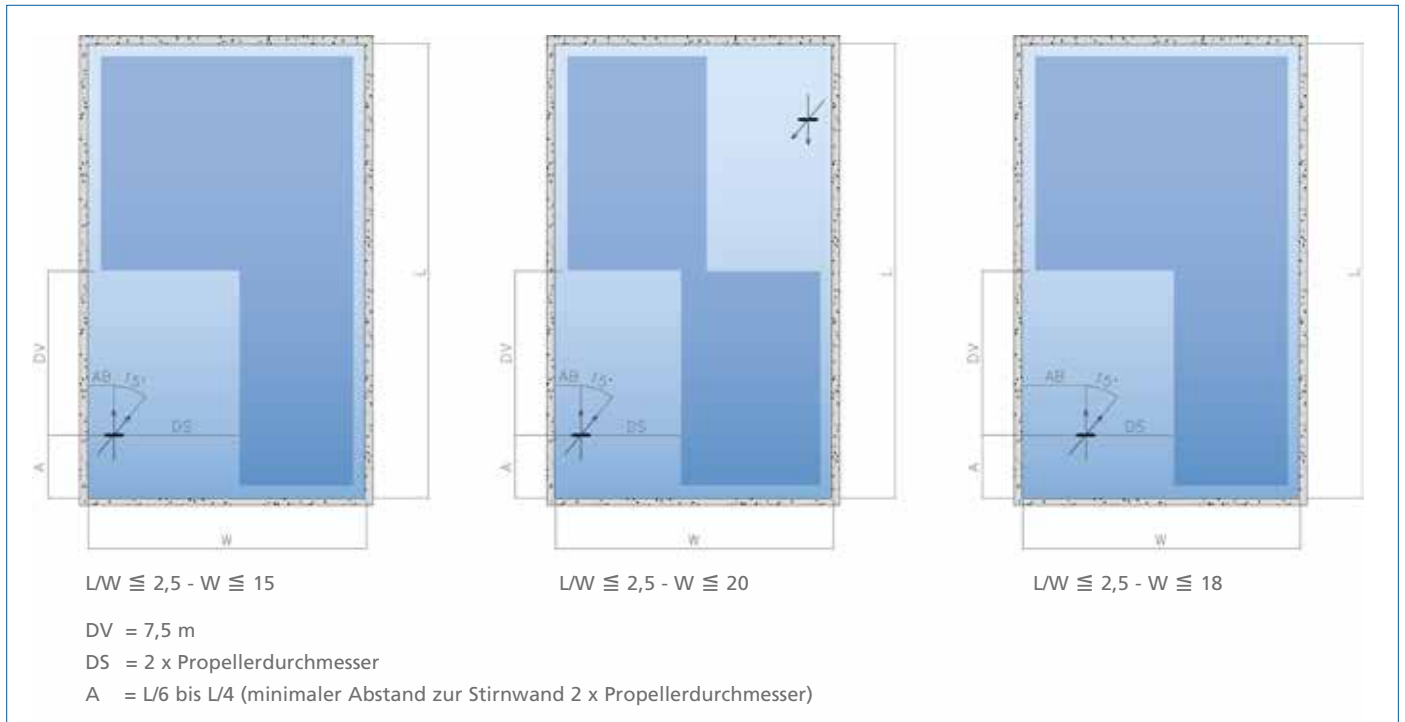 L
L
L
DV
DV
DV
AB 15°
AB 15°
AB 15°
DS
DS
DS
A
A
A
W
W
W
L/W ≦ 2,5 - W ≦ 15
L/W ≦ 2,5 - W ≦ 20
L/W ≦ 2,5 - W ≦ 18
DV = 7,5 m
DS = 2 x Propellerdurchmesser
A = L/6 bis L/4 (minimaler Abstand zur Stirnwand 2 x Propellerdurchmesser)